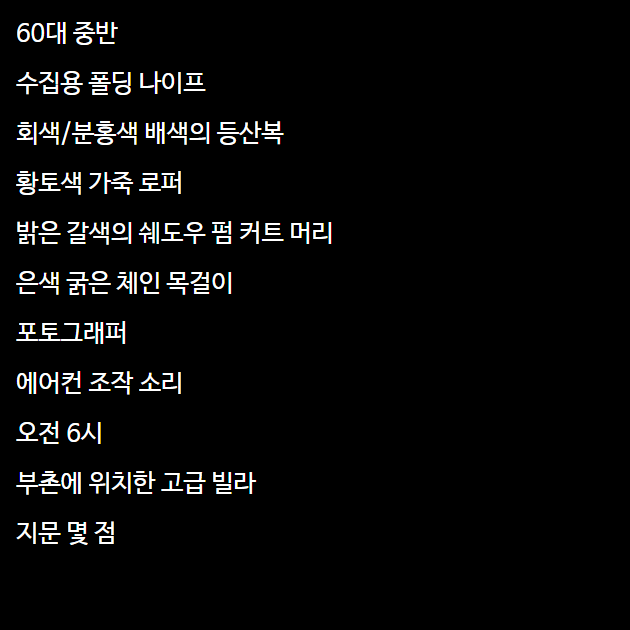 60대 중반
수집용 폴딩 나이프
회색/분홍색 배색의 등산복
황토색 가죽 로퍼
밝은 갈색의 쉐도우 펌 커트 머리
은색 굵은 체인 목걸이
포토그래퍼
에어컨 조작 소리
오전 6시
부촌에 위치한 고급 빌라
지문 몇 점